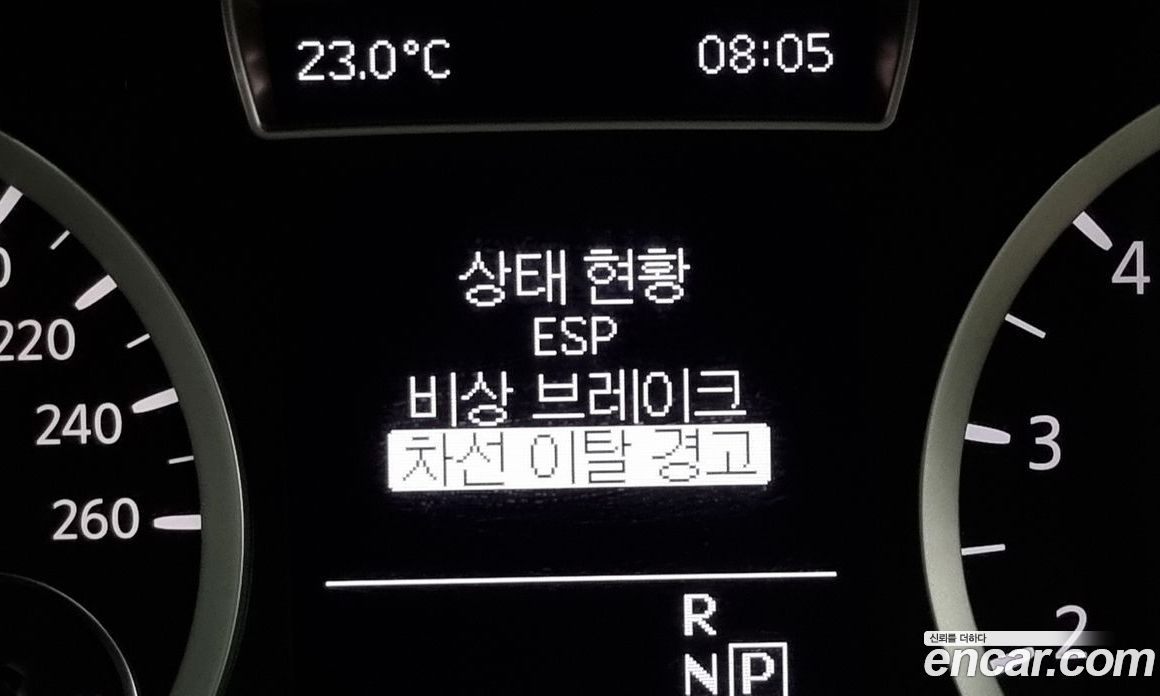 23.0°C 08:05
상태 현황
ESP
비상 브레이크
차선 이탈 경고
220
240
260
4
3
2
R
N P
신뢰를 더하다
encar.com